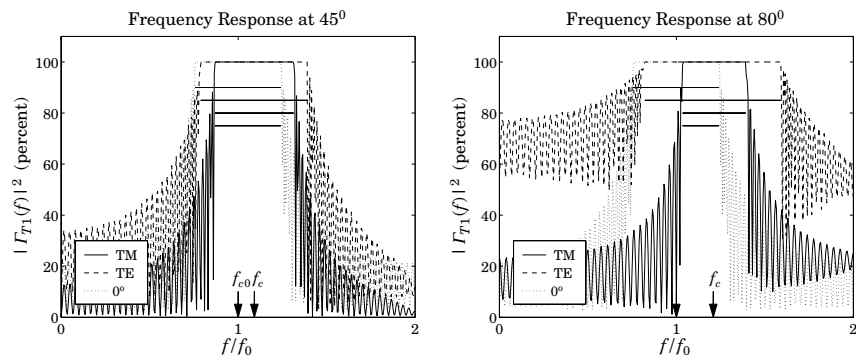 Frequency Response at 45⁰
100
80
60
40
20
0
| Γ_T1(f) | ² (percent)
TM
TE
0º
f_c0 f_c
0
1
2
f/f_0
Frequency Response at 80⁰
100
80
60
40
20
0
| Γ_T1(f) | ² (percent)
TM
TE
0º
f_c
0
1
2
f/f_0